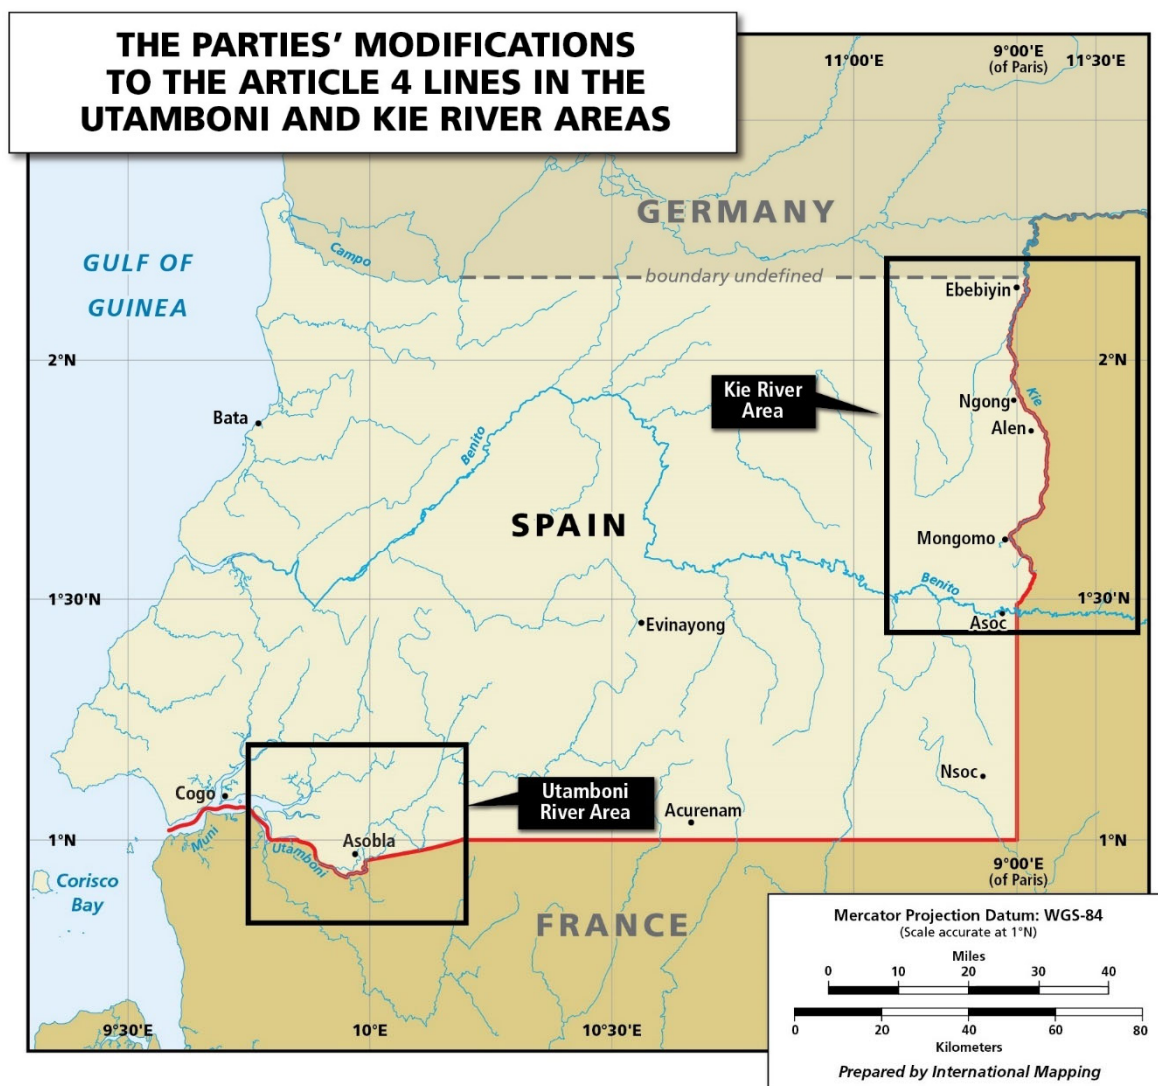 THE PARTIES’ MODIFICATIONS
TO THE ARTICLE 4 LINES IN THE
UTAMBONI AND KIE RIVER AREAS
11°00'E
9°00'E
(of Paris)
11°30'E
GERMANY
GULF OF
GUINEA
Campo
boundary undefined
Ebebiyin
2°N
2°N
Kie River
Area
Ngong
Kie
Alen
Bata
Benito
SPAIN
Mongomo
1°30'N
Benito
1°30'N
Asoc
Evinayong
Nsoc
Cogo
Utamboni
River Area
Acurenam
Muni
1°N
Asobla
Utamboni
1°N
9°00'E
(of Paris)
Corisco
Bay
FRANCE
9°30'E
10°E
10°30'E
Mercator Projection Datum: WGS-84
(Scale accurate at 1°N)
Miles
0 10 20 30 40
0 20 40 60 80
Kilometers
Prepared by International Mapping